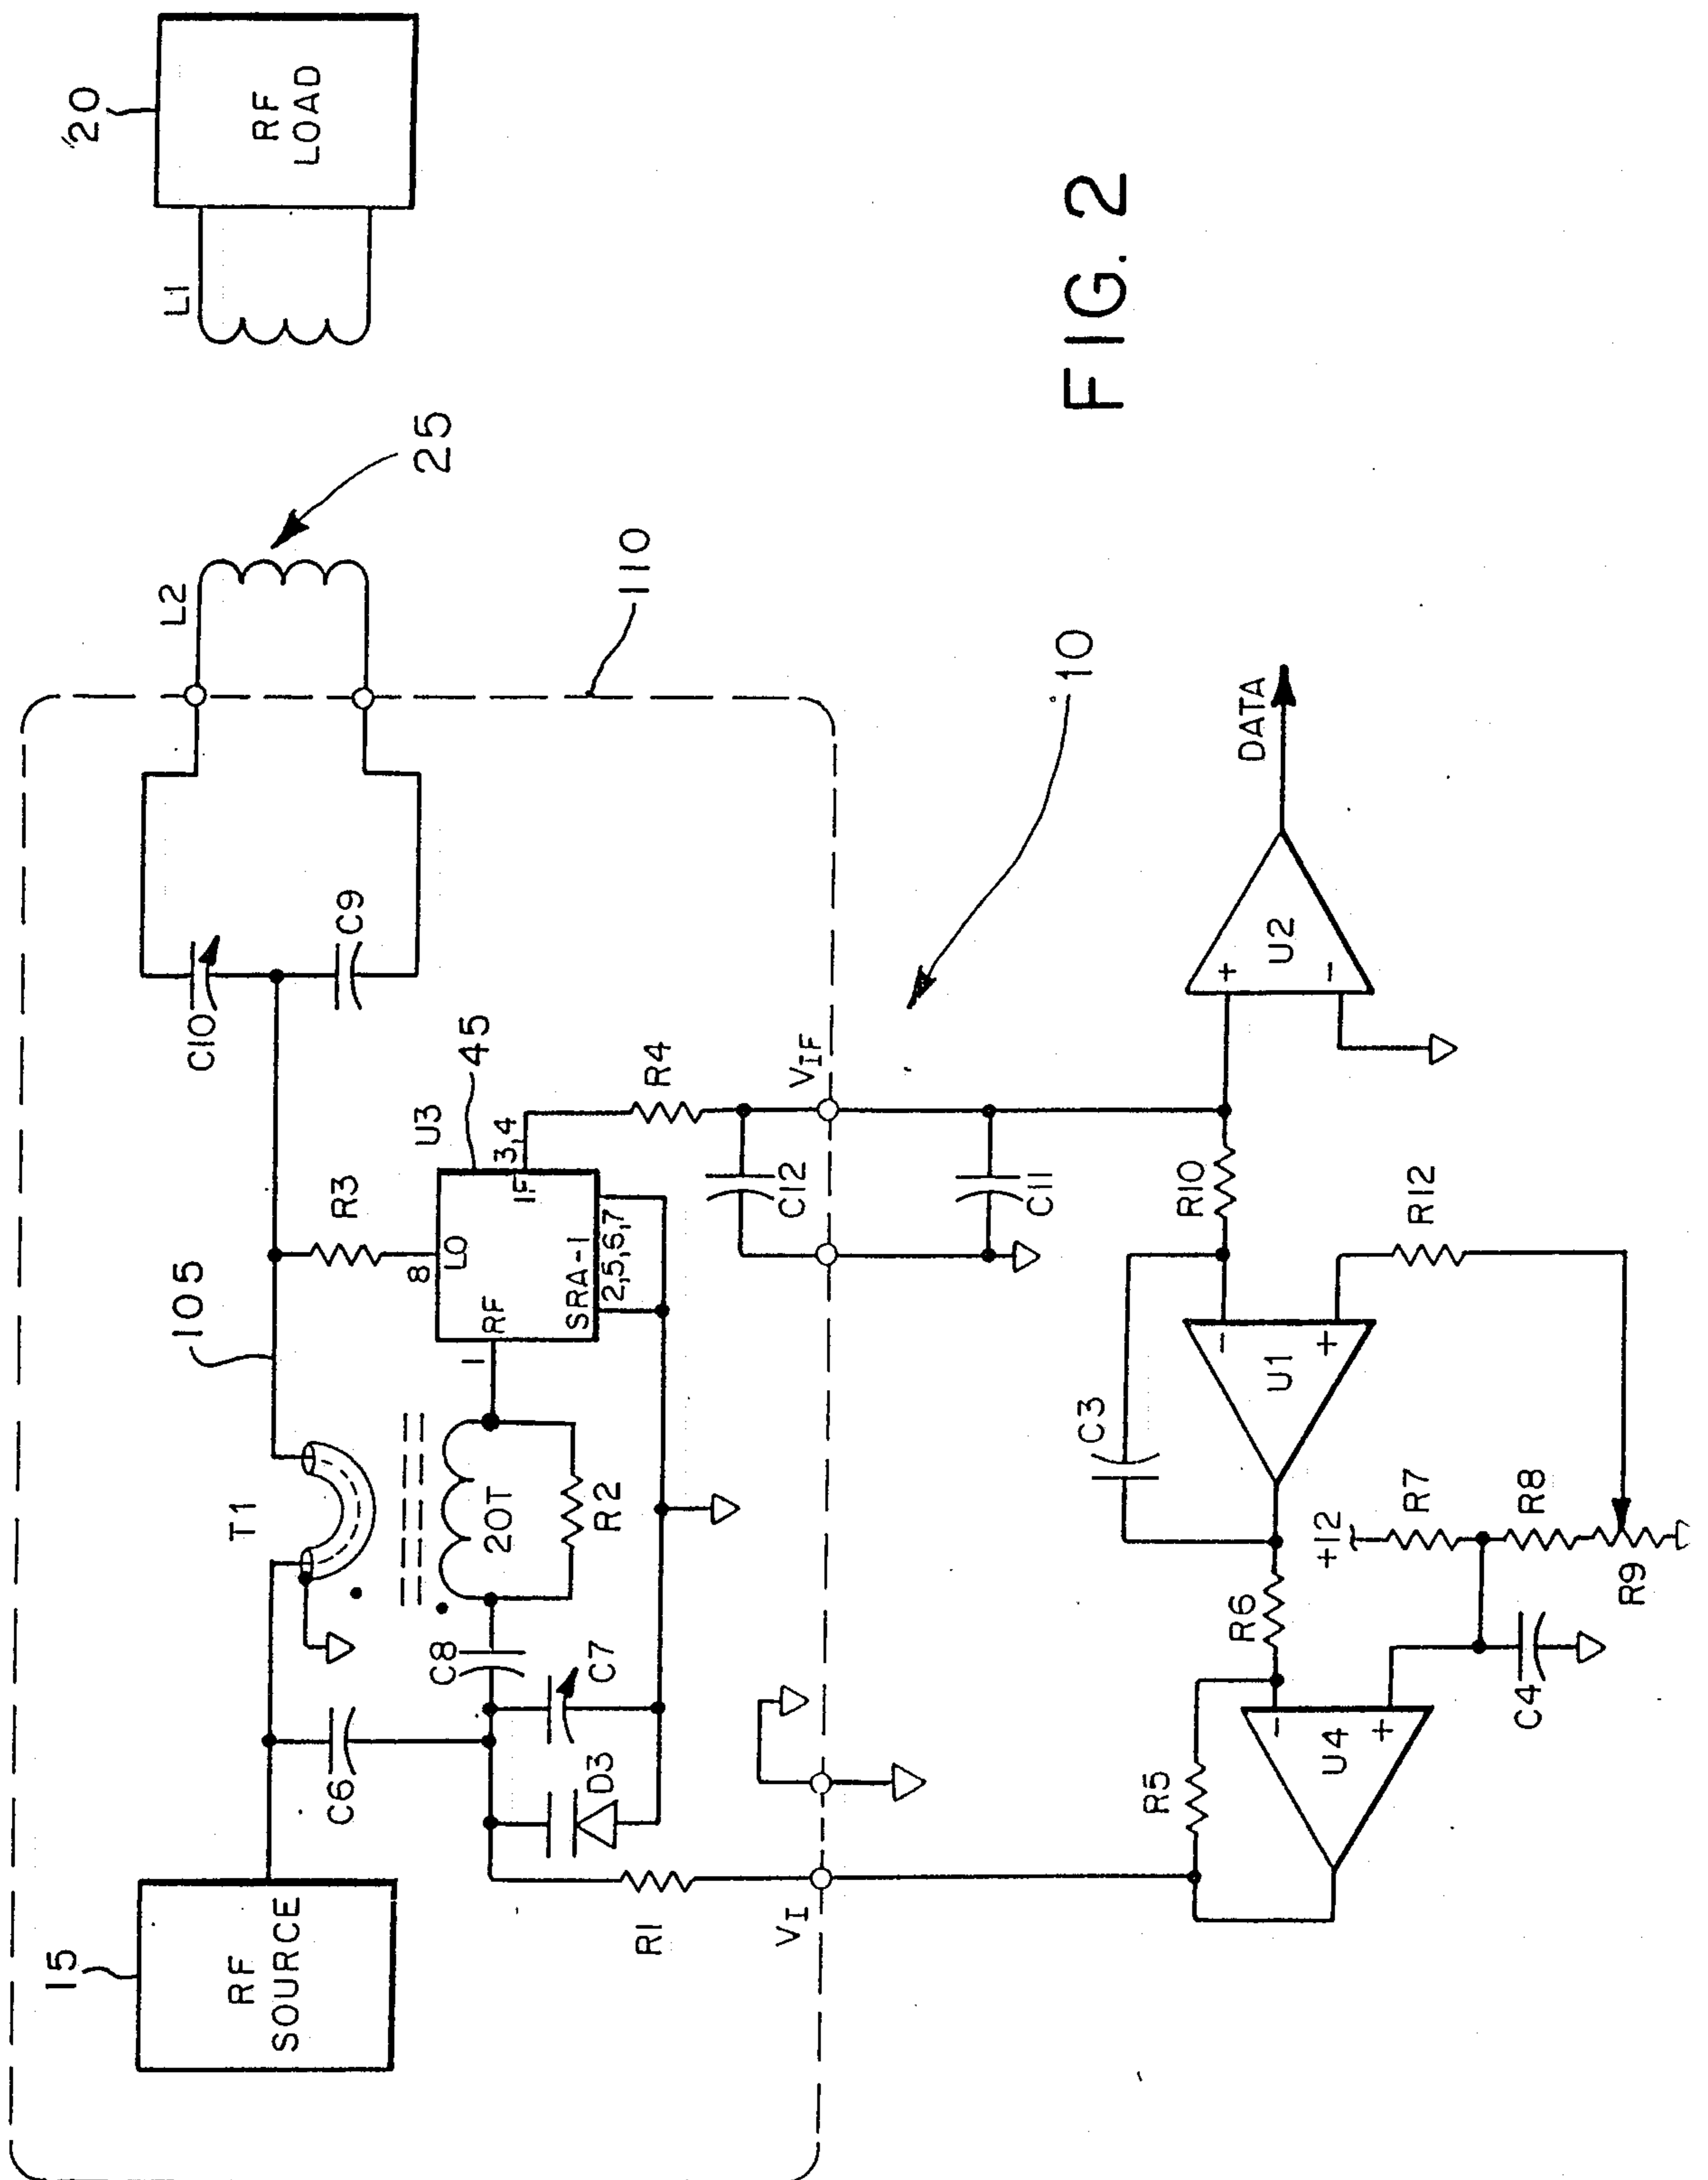 20
RF
LOAD
L1
25
L2
110
C10
C9
105
R3
U3
45
8
LO
RF
1
IF
3,4
SRA-1
2,5,6,7
R4
VIF
C12
C11
10
T1
20T
R2
C8
C7
C6
D3
15
RF
SOURCE
R1
VI
DATA
+
U2
−
R10
R12
C3
−
U1
+
+12
R7
R8
R9
R6
C4
R5
−
U4
+
FIG. 2